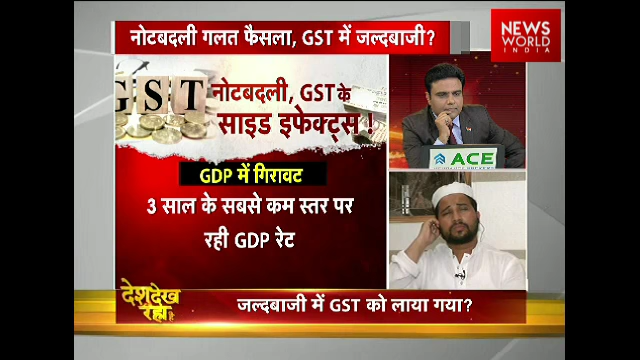 नोटबदली गलत फैसला, GST में जल्दबाजी?
NEWS
WORLD
INDIA
GST
नोटबदली, GST के
साइड इफेक्ट्स !
GDP में गिरावट
3 साल के सबसे कम स्तर पर
रही GDP रेट
ACE
देश देख
रहा है
जल्दबाजी में GST को लाया गया?